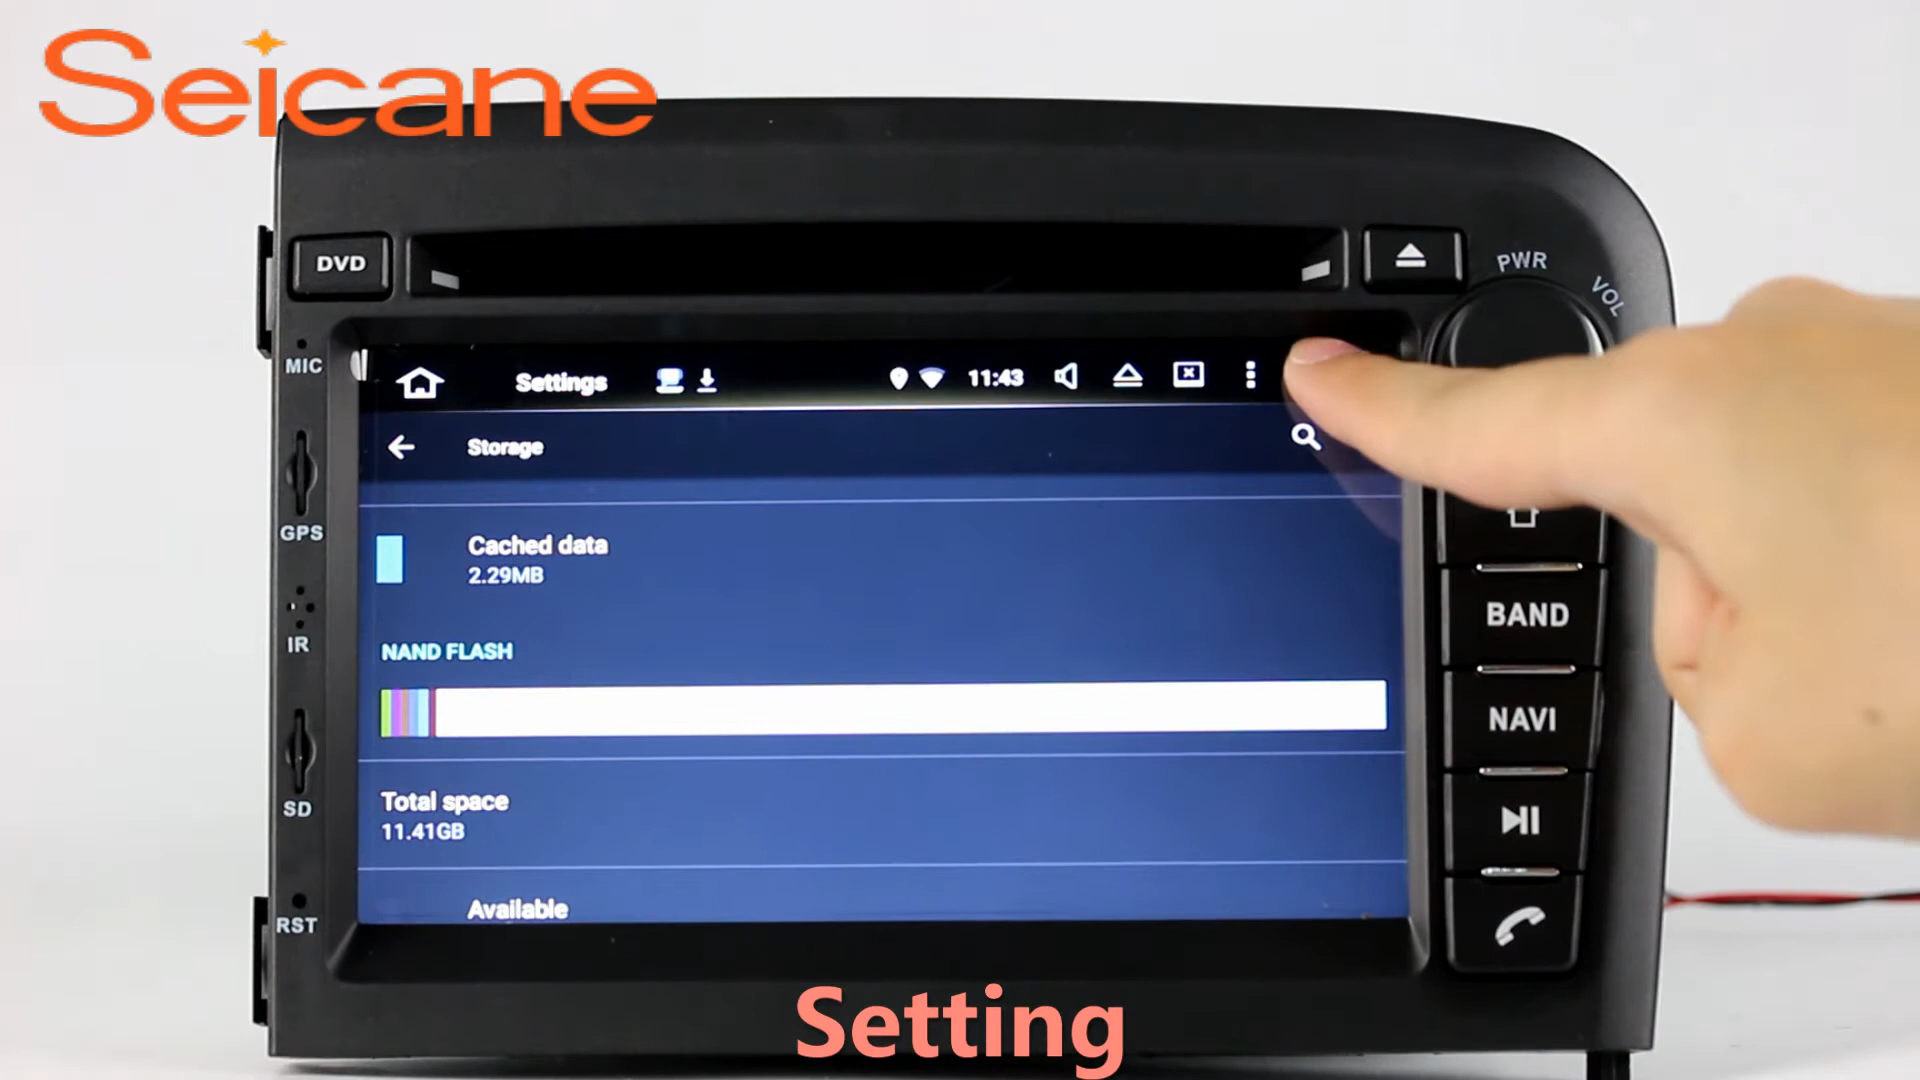 Seicane
DVD
PWR
VOL
MIC
Settings
11:43
Storage
GPS
Cached data
2.29MB
BAND
IR
NAND FLASH
NAVI
SD
Total space
11.41GB
Available
RST
Setting